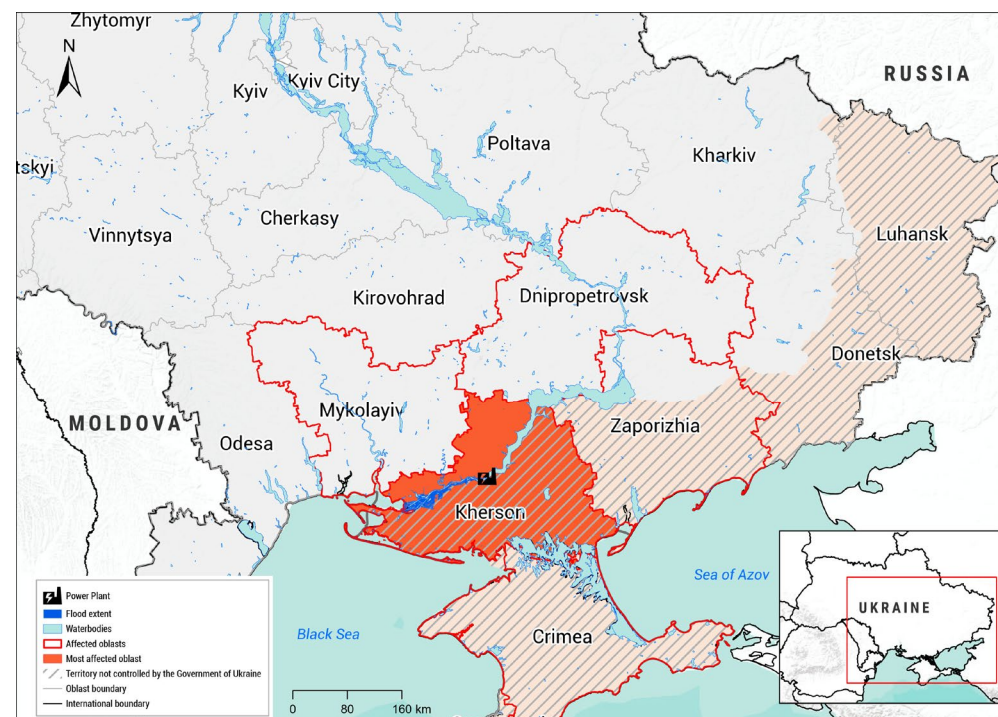 Zhytomyr
N
Kyiv City
Kyiv
RUSSIA
Poltava
Kharkiv
tskyi
Cherkasy
Vinnytsya
Luhansk
Kirovohrad
Dnipropetrovsk
Donetsk
Mykolayiv
MOLDOVA
Zaporizhia
Odesa
Kherson
Sea of Azov
Black Sea
Crimea
UKRAINE
Power Plant
Flood extent
Waterbodies
Affected oblasts
Most affected oblast
Territory not controlled by the Government of Ukraine
Oblast boundary
International boundary
0 80 160 km